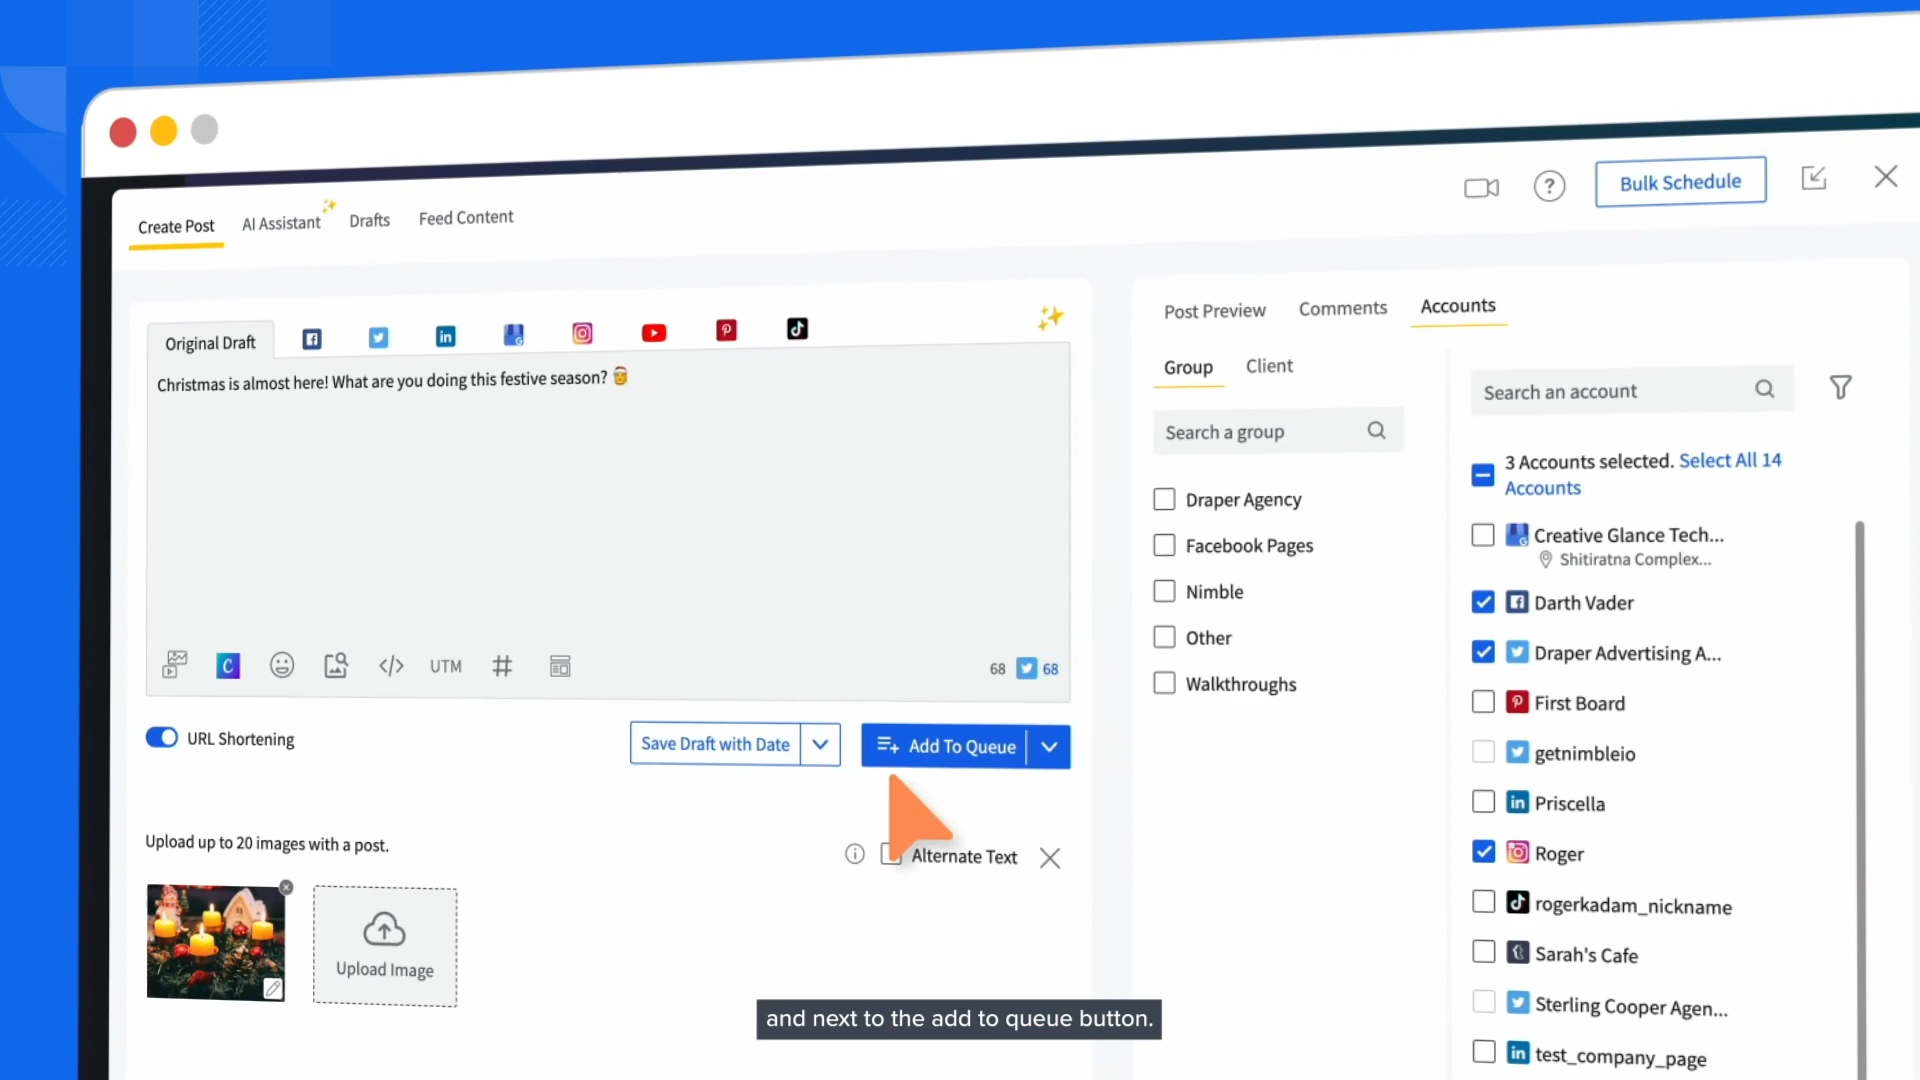 Bulk Schedule
Create Post
AI Assistant
Drafts
Feed Content
Original Draft
Christmas is almost here! What are you doing this festive season?
UTM
68
68
URL Shortening
Save Draft with Date
Add To Queue
Upload up to 20 images with a post.
Alternate Text
Upload Image
Post Preview
Comments
Accounts
Group
Client
Search a group
Draper Agency
Facebook Pages
Nimble
Other
Walkthroughs
Search an account
3 Accounts selected. Select All 14
Accounts
Creative Glance Tech...
Shitiratna Complex...
Darth Vader
Draper Advertising A...
First Board
getnimbleio
Priscella
Roger
rogerkadam_nickname
Sarah's Cafe
Sterling Cooper Agen...
test_company_page
and next to the add to queue button.